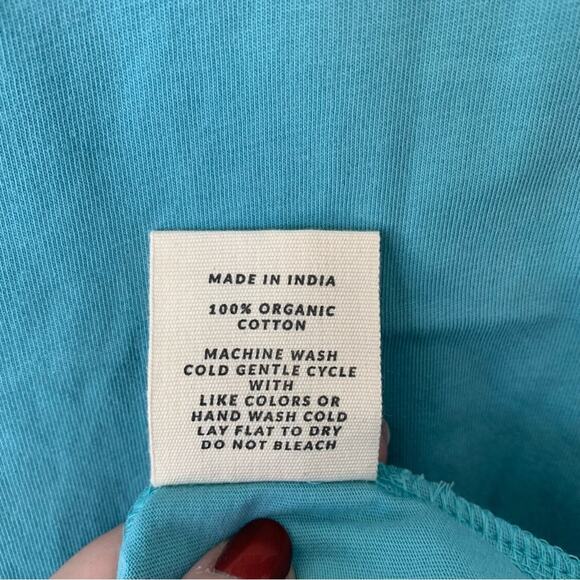 MADE IN INDIA
100% ORGANIC
COTTON
MACHINE WASH
COLD GENTLE CYCLE
WITH
LIKE COLORS OR
HAND WASH COLD
LAY FLAT TO DRY
DO NOT BLEACH